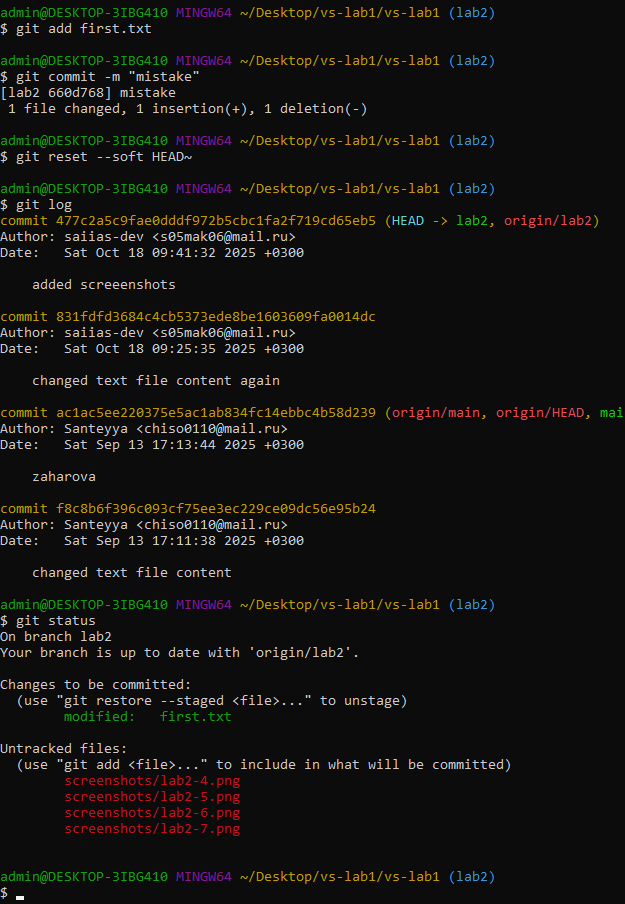 admin@DESKTOP-3IBG410 MINGW64 ~/Desktop/vs-lab1/vs-lab1 (lab2)
$ git add first.txt
admin@DESKTOP-3IBG410 MINGW64 ~/Desktop/vs-lab1/vs-lab1 (lab2)
$ git commit -m "mistake"
[lab2 660d768] mistake
1 file changed, 1 insertion(+), 1 deletion(-)
admin@DESKTOP-3IBG410 MINGW64 ~/Desktop/vs-lab1/vs-lab1 (lab2)
$ git reset --soft HEAD~
admin@DESKTOP-3IBG410 MINGW64 ~/Desktop/vs-lab1/vs-lab1 (lab2)
$ git log
commit 477c2a5c9fae0dddf972b5cbc1fa2f719cd65eb5 (HEAD -> lab2, origin/lab2)
Author: saiias-dev <s05mak06@mail.ru>
Date:   Sat Oct 18 09:41:32 2025 +0300
added screeenshots
commit 831fdfd3684c4cb5373ede8be1603609fa0014dc
Author: saiias-dev <s05mak06@mail.ru>
Date:   Sat Oct 18 09:25:35 2025 +0300
changed text file content again
commit ac1ac5ee220375e5ac1ab834fc14ebbc4b58d239 (origin/main, origin/HEAD, mai
Author: Santeyya <chiso0110@mail.ru>
Date:   Sat Sep 13 17:13:44 2025 +0300
zaharova
commit f8c8b6f396c093cf75ee3ec229ce09dc56e95b24
Author: Santeyya <chiso0110@mail.ru>
Date:   Sat Sep 13 17:11:38 2025 +0300
changed text file content
admin@DESKTOP-3IBG410 MINGW64 ~/Desktop/vs-lab1/vs-lab1 (lab2)
$ git status
On branch lab2
Your branch is up to date with 'origin/lab2'.
Changes to be committed:
(use "git restore --staged <file>..." to unstage)
modified:   first.txt
Untracked files:
(use "git add <file>..." to include in what will be committed)
screenshots/lab2-4.png
screenshots/lab2-5.png
screenshots/lab2-6.png
screenshots/lab2-7.png
admin@DESKTOP-3IBG410 MINGW64 ~/Desktop/vs-lab1/vs-lab1 (lab2)
$